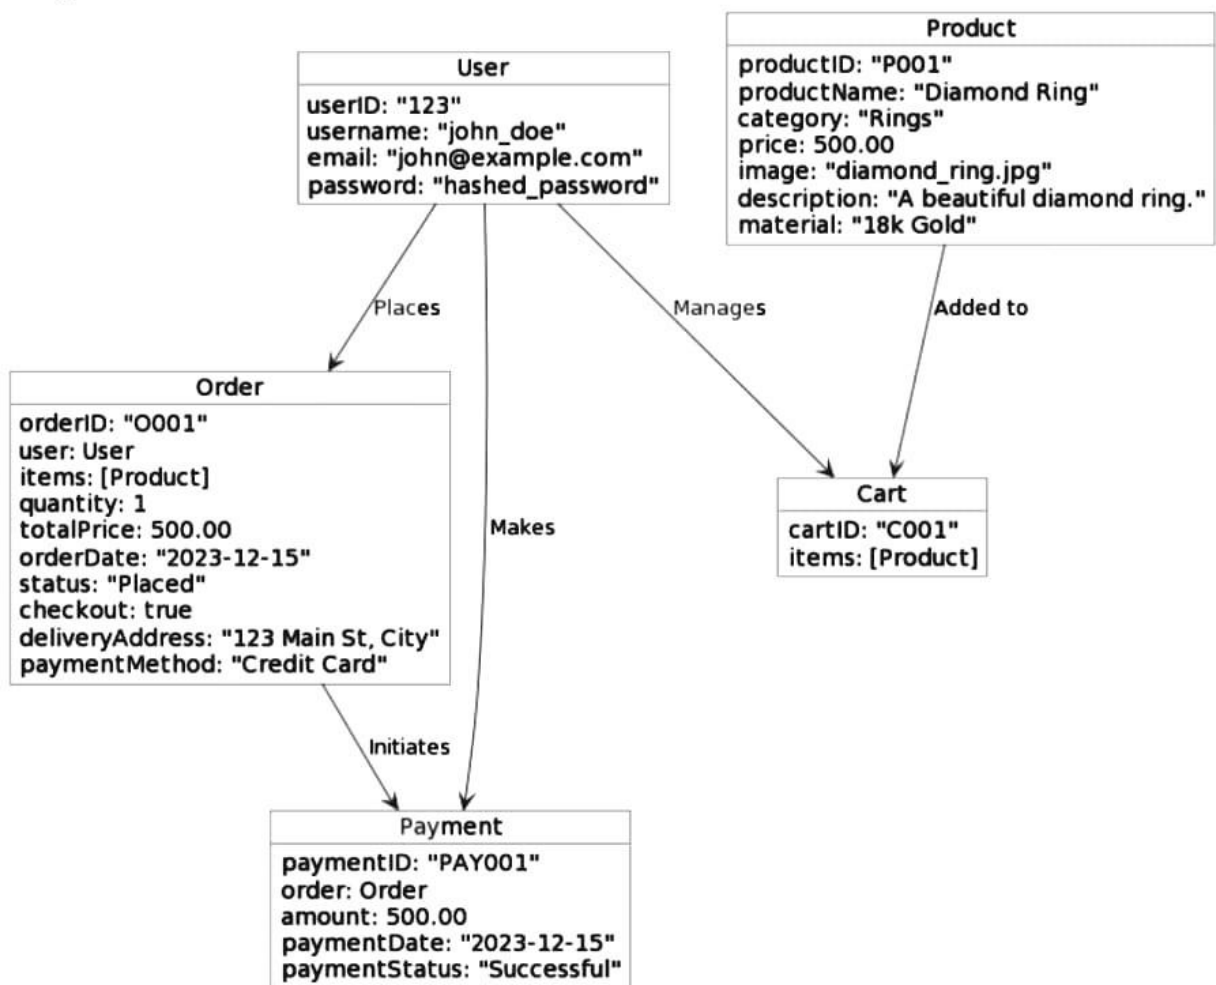 User
userID: "123"
username: "john_doe"
email: "john@example.com"
password: "hashed_password"
Product
productID: "P001"
productName: "Diamond Ring"
category: "Rings"
price: 500.00
image: "diamond_ring.jpg"
description: "A beautiful diamond ring."
material: "18k Gold"
Places
Manages
Added to
Order
orderID: "O001"
user: User
items: [Product]
quantity: 1
totalPrice: 500.00
orderDate: "2023-12-15"
status: "Placed"
checkout: true
deliveryAddress: "123 Main St, City"
paymentMethod: "Credit Card"
Makes
Cart
cartID: "C001"
items: [Product]
Initiates
Payment
paymentID: "PAY001"
order: Order
amount: 500.00
paymentDate: "2023-12-15"
paymentStatus: "Successful"